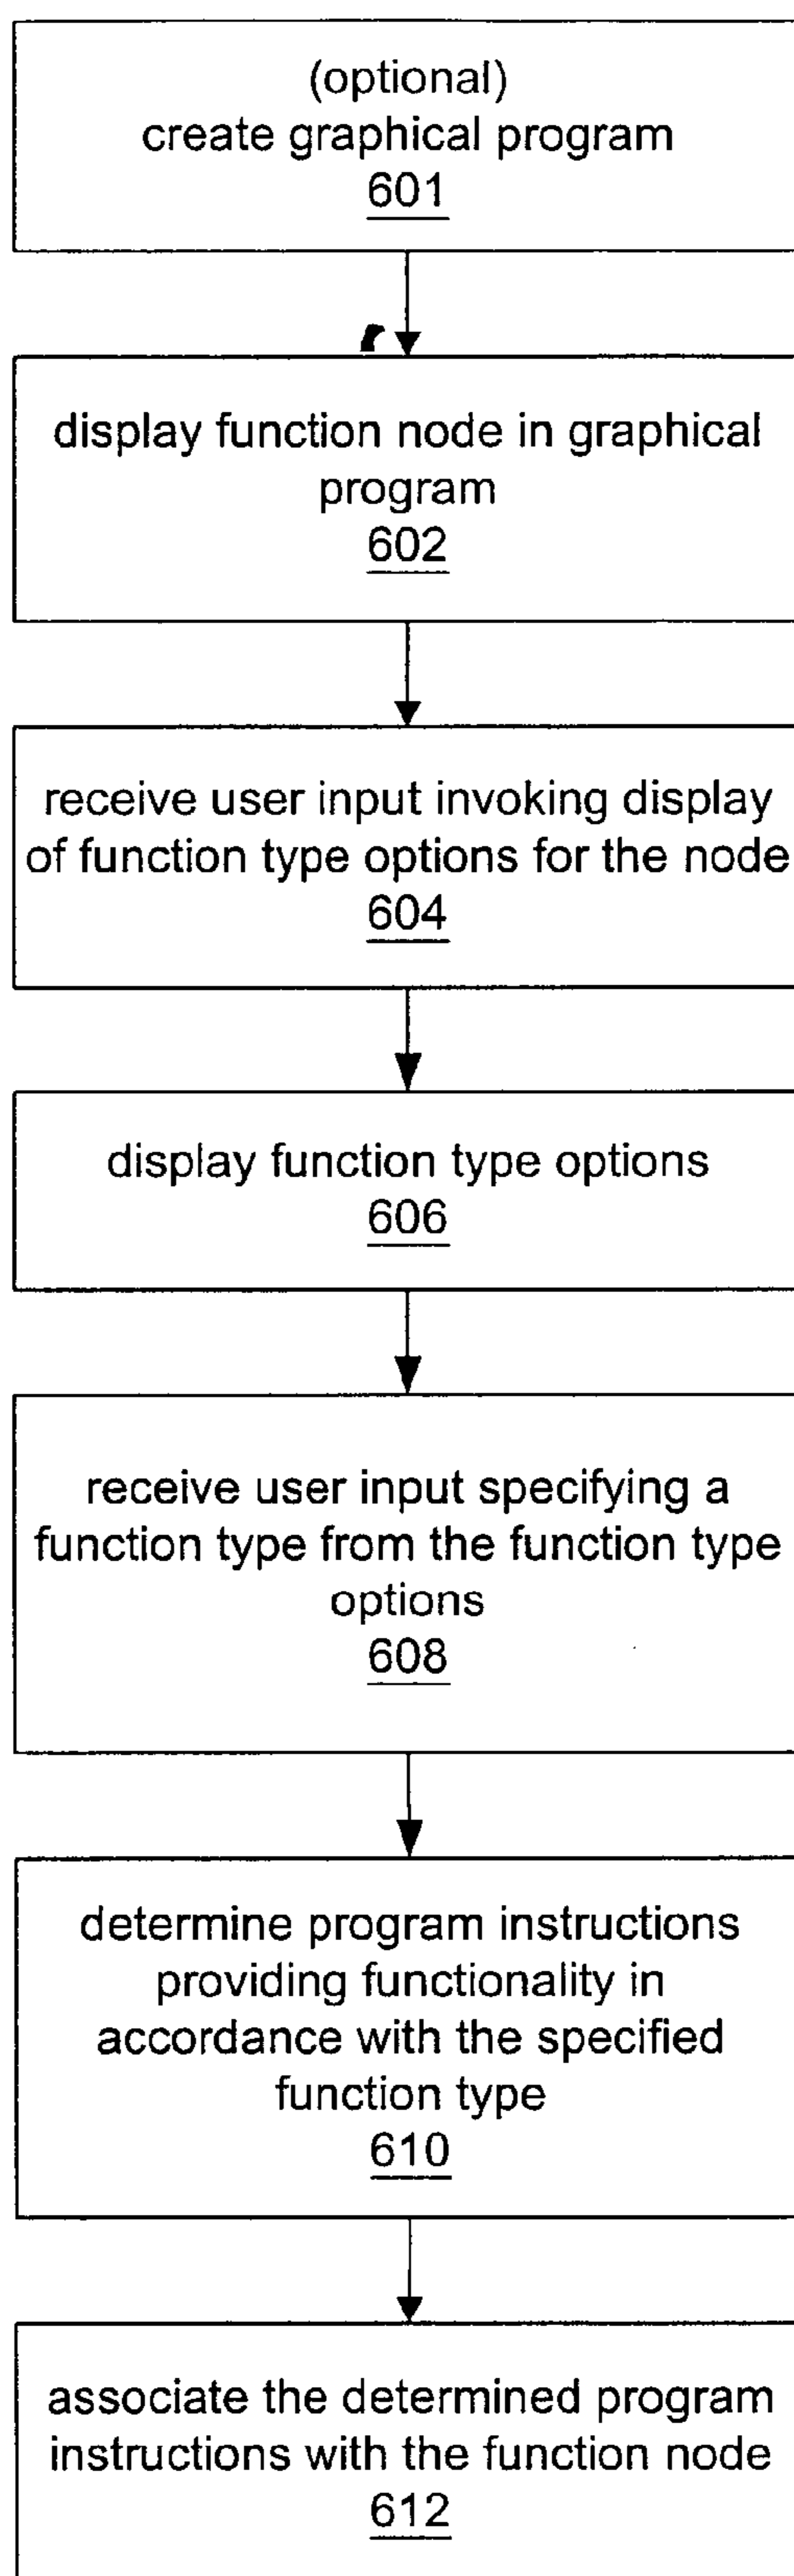 (optional)
create graphical program
601
display function node in graphical
program
602
receive user input invoking display
of function type options for the node
604
display function type options
606
receive user input specifying a
function type from the function type
options
608
determine program instructions
providing functionality in
accordance with the specified
function type
610
associate the determined program
instructions with the function node
612